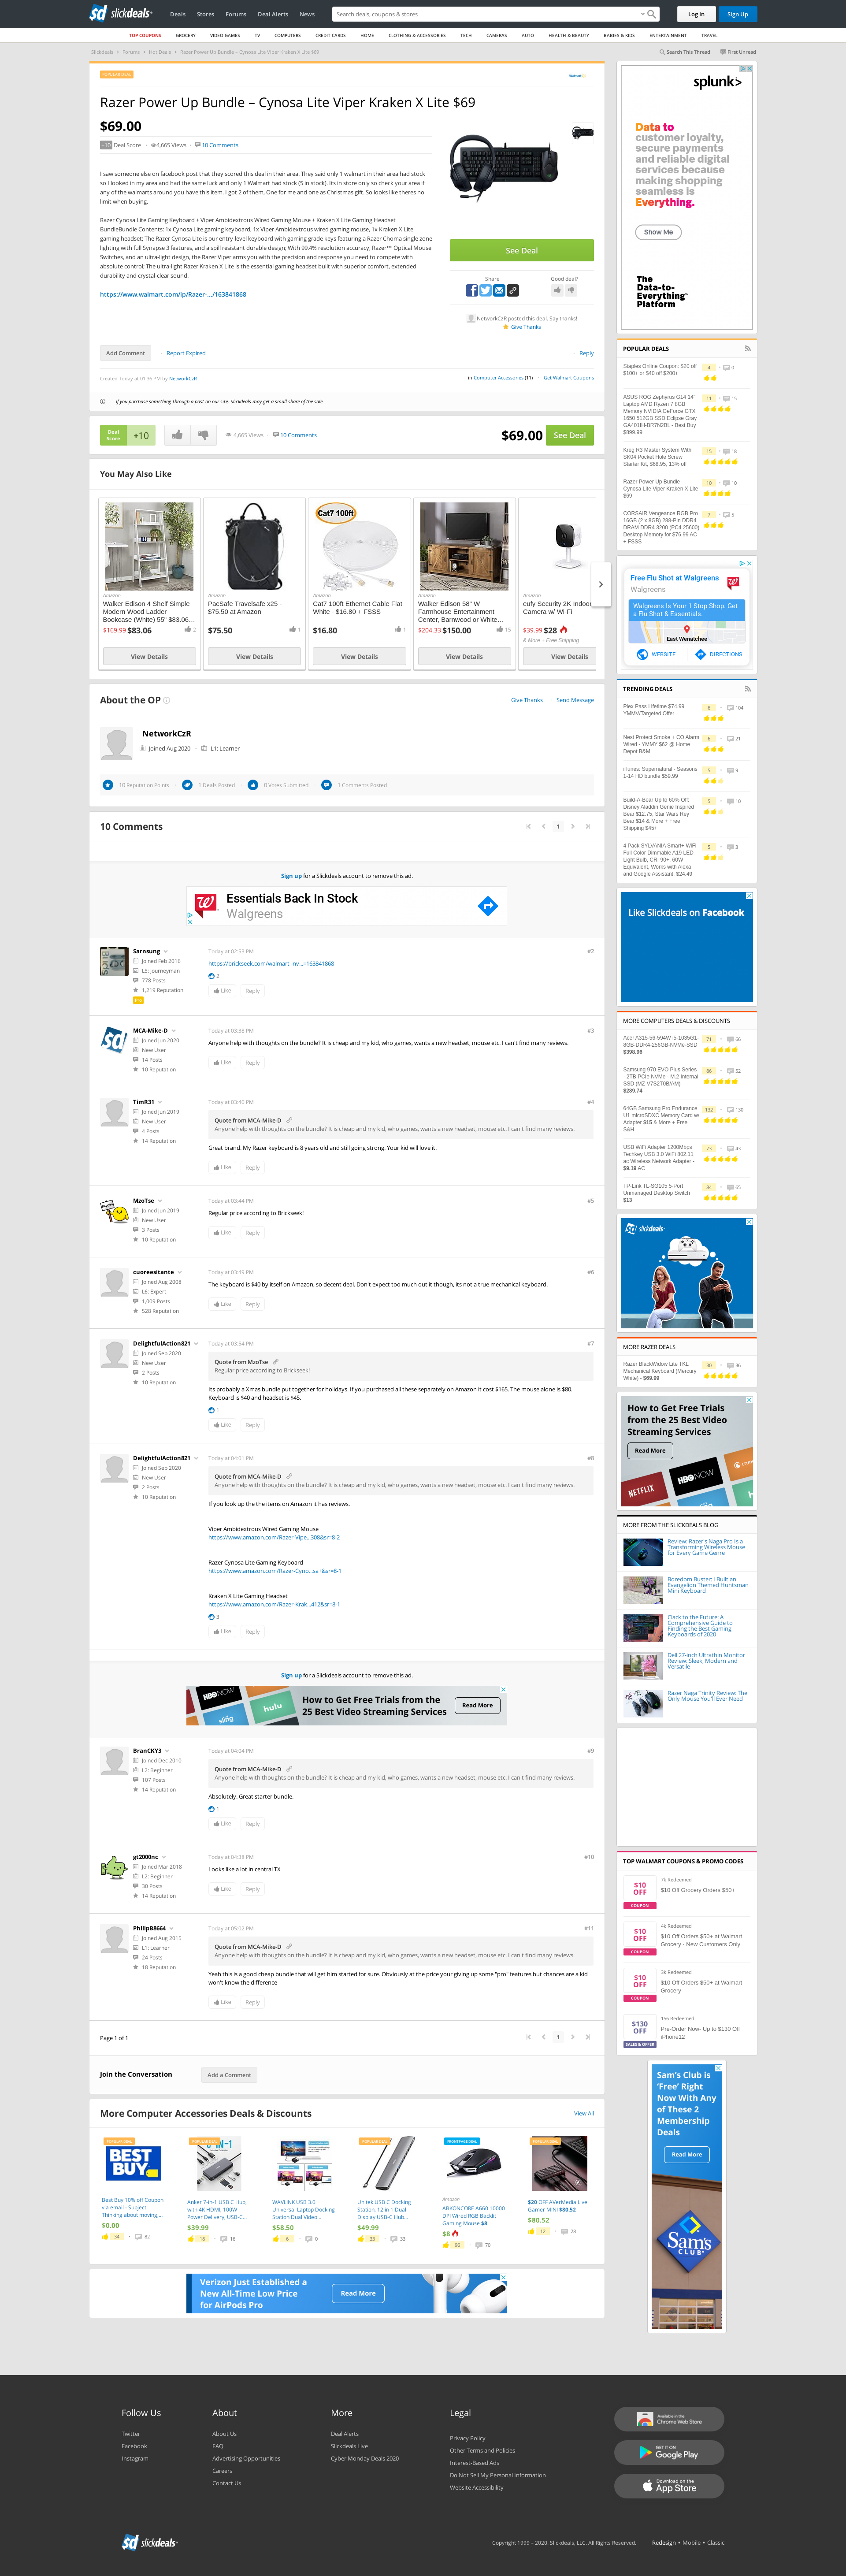 slickdeals
Deals
Stores
Forums
Deal Alerts
News
Search deals, coupons & stores
Log In
Sign Up
TOP COUPONS
GROCERY
VIDEO GAMES
TV
COMPUTERS
CREDIT CARDS
HOME
CLOTHING & ACCESSORIES
TECH
CAMERAS
AUTO
HEALTH & BEAUTY
BABIES & KIDS
ENTERTAINMENT
TRAVEL
Slickdeals > Forums > Hot Deals > Razer Power Up Bundle – Cynosa Lite Viper Kraken X Lite $69
Search This Thread
First Unread
POPULAR DEAL
Walmart
Razer Power Up Bundle – Cynosa Lite Viper Kraken X Lite $69
$69.00
+10 Deal Score
4,665 Views
10 Comments
I saw someone else on facebook post that they scored this deal in their area. They said only 1 walmart in their area had stock
so I looked in my area and had the same luck and only 1 Walmart had stock (5 in stock). Its in store only so check your area if
any of the walmarts around you have this item. I got 2 of them, One for me and one as Christmas gift. So looks like theres no
limit when buying.
Razer Cynosa Lite Gaming Keyboard + Viper Ambidextrous Wired Gaming Mouse + Kraken X Lite Gaming Headset
BundleBundle Contents: 1x Cynosa Lite gaming keyboard, 1x Viper Ambidextrous wired gaming mouse, 1x Kraken X Lite
gaming headset; The Razer Cynosa Lite is our entry-level keyboard with gaming grade keys featuring a Razer Chroma single zone
lighting with full Synapse 3 features, and a spill resistant durable design; With 99.4% resolution accuracy, Razer™ Optical Mouse
Switches, and an ultra-light design, the Razer Viper arms you with the precision and response you need to compete with
absolute control; The ultra-light Razer Kraken X Lite is the essential gaming headset built with superior comfort, extended
durability and crystal-clear sound.
https://www.walmart.com/ip/Razer-.../163841868
See Deal
Share
Good deal?
NetworkCzR posted this deal. Say thanks!
Give Thanks
Add Comment
Report Expired
Reply
Created Today at 01:36 PM by NetworkCzR
in Computer Accessories (11)
Get Walmart Coupons
If you purchase something through a post on our site, Slickdeals may get a small share of the sale.
Deal Score
+10
4,665 Views
10 Comments
$69.00
See Deal
You May Also Like
Cat7 100ft
Amazon
Walker Edison 4 Shelf Simple
Modern Wood Ladder
Bookcase (White) 55" $83.06...
$169.99 $83.06
2
View Details
Amazon
PacSafe Travelsafe x25 -
$75.50 at Amazon
$75.50
1
View Details
Amazon
Cat7 100ft Ethernet Cable Flat
White - $16.80 + FSSS
$16.80
1
View Details
Amazon
Walker Edison 58" W
Farmhouse Entertainment
Center, Barnwood or White...
$204.33 $150.00
15
View Details
Amazon
eufy Security 2K Indoor
Camera w/ Wi-Fi
$39.99 $28
& More + Free Shipping
View Details
About the OP
Give Thanks
Send Message
NetworkCzR
Joined Aug 2020
L1: Learner
10 Reputation Points
1 Deals Posted
0 Votes Submitted
1 Comments Posted
10 Comments
1
Sign up for a Slickdeals account to remove this ad.
Essentials Back In Stock
Walgreens
Sarnsung
Joined Feb 2016
L5: Journeyman
778 Posts
1,219 Reputation
Pro
Today at 02:53 PM
#2
https://brickseek.com/walmart-inv...=163841868
2
Like
Reply
MCA-Mike-D
Joined Jun 2020
New User
14 Posts
10 Reputation
Today at 03:38 PM
#3
Anyone help with thoughts on the bundle? It is cheap and my kid, who games, wants a new headset, mouse etc. I can't find many reviews.
Like
Reply
TimR31
Joined Jun 2019
New User
4 Posts
14 Reputation
Today at 03:40 PM
#4
Quote from MCA-Mike-D
Anyone help with thoughts on the bundle? It is cheap and my kid, who games, wants a new headset, mouse etc. I can't find many reviews.
Great brand. My Razer keyboard is 8 years old and still going strong. Your kid will love it.
Like
Reply
MzoTse
Joined Jun 2019
New User
3 Posts
10 Reputation
Today at 03:44 PM
#5
Regular price according to Brickseek!
Like
Reply
cuoreesitante
Joined Aug 2008
L6: Expert
1,009 Posts
528 Reputation
Today at 03:49 PM
#6
The keyboard is $40 by itself on Amazon, so decent deal. Don't expect too much out it though, its not a true mechanical keyboard.
Like
Reply
DelightfulAction821
Joined Sep 2020
New User
2 Posts
10 Reputation
Today at 03:54 PM
#7
Quote from MzoTse
Regular price according to Brickseek!
Its probably a Xmas bundle put together for holidays. If you purchased all these separately on Amazon it cost $165. The mouse alone is $80.
Keyboard is $40 and headset is $45.
1
Like
Reply
DelightfulAction821
Joined Sep 2020
New User
2 Posts
10 Reputation
Today at 04:01 PM
#8
Quote from MCA-Mike-D
Anyone help with thoughts on the bundle? It is cheap and my kid, who games, wants a new headset, mouse etc. I can't find many reviews.
If you look up the items on Amazon it has reviews.
Viper Ambidextrous Wired Gaming Mouse
https://www.amazon.com/Razer-Vipe...308&sr=8-2
Razer Cynosa Lite Gaming Keyboard
https://www.amazon.com/Razer-Cyno...sa+&sr=8-1
Kraken X Lite Gaming Headset
https://www.amazon.com/Razer-Krak...412&sr=8-1
3
Like
Reply
Sign up for a Slickdeals account to remove this ad.
HBO NOW
sling
hulu
How to Get Free Trials from the
25 Best Video Streaming Services
Read More
BranCKY3
Joined Dec 2010
L2: Beginner
107 Posts
14 Reputation
Today at 04:04 PM
#9
Quote from MCA-Mike-D
Anyone help with thoughts on the bundle? It is cheap and my kid, who games, wants a new headset, mouse etc. I can't find many reviews.
Absolutely. Great starter bundle.
1
Like
Reply
gt2000nc
Joined Mar 2018
L2: Beginner
30 Posts
14 Reputation
Today at 04:38 PM
#10
Looks like a lot in central TX
Like
Reply
PhilipB8664
Joined Aug 2015
L1: Learner
24 Posts
18 Reputation
Today at 05:02 PM
#11
Quote from MCA-Mike-D
Anyone help with thoughts on the bundle? It is cheap and my kid, who games, wants a new headset, mouse etc. I can't find many reviews.
Yeah this is a good cheap bundle that will get him started for sure. Obviously at the price your giving up some "pro" features but chances are a kid
won't know the difference
Like
Reply
Page 1 of 1
1
Join the Conversation
Add a Comment
More Computer Accessories Deals & Discounts
View All
BEST BUY
Best Buy 10% off Coupon
via email - Subject:
Thinking about moving,...
$0.00
34
82
Anker 7-in-1 USB C Hub,
with 4K HDMI, 100W
Power Delivery, USB-C...
$39.99
18
16
WAVLINK USB 3.0
Universal Laptop Docking
Station Dual Video...
$58.50
6
0
Unitek USB C Docking
Station, 12 in 1 Dual
Display USB-C Hub...
$49.99
33
33
FRONTPAGE DEAL
Amazon
ABKONCORE A660 10000
DPI Wired RGB Backlit
Gaming Mouse $8
$8
96
70
$20 OFF AVerMedia Live
Gamer MINI $80.52
$80.52
12
28
Verizon Just Established a
New All-Time Low Price
for AirPods Pro
Read More
splunk>
Data to
customer loyalty,
secure payments
and reliable digital
services because
making shopping
seamless is
Everything.
Show Me
The
Data-to-
Everything™
Platform
POPULAR DEALS
Staples Online Coupon: $20 off
$100+ or $40 off $200+
4
0
ASUS ROG Zephyrus G14 14"
Laptop AMD Ryzen 7 8GB
Memory NVIDIA GeForce GTX
1650 512GB SSD Eclipse Gray
GA401IH-BR7N2BL - Best Buy
$899.99
11
15
Kreg R3 Master System With
SK04 Pocket Hole Screw
Starter Kit, $68.95, 13% off
15
18
Razer Power Up Bundle –
Cynosa Lite Viper Kraken X Lite
$69
10
10
CORSAIR Vengeance RGB Pro
16GB (2 x 8GB) 288-Pin DDR4
DRAM DDR4 3200 (PC4 25600)
Desktop Memory for $76.99 AC
+ FSSS
7
5
Free Flu Shot at Walgreens
Walgreens
Walgreens Is Your 1 Stop Shop. Get
a Flu Shot & Essentials.
East Wenatchee
WEBSITE
DIRECTIONS
TRENDING DEALS
Plex Pass Lifetime $74.99
YMMV/Targeted Offer
8
104
Nest Protect Smoke + CO Alarm
Wired - YMMY $62 @ Home
Depot B&M
6
21
iTunes: Supernatural - Seasons
1-14 HD bundle $59.99
5
9
Build-A-Bear Up to 60% Off:
Disney Aladdin Genie Inspired
Bear $12.75, Star Wars Rey
Bear $14 & More + Free
Shipping $45+
5
10
4 Pack SYLVANIA Smart+ WiFi
Full Color Dimmable A19 LED
Light Bulb, CRI 90+, 60W
Equivalent, Works with Alexa
and Google Assistant, $24.49
5
3
Like Slickdeals on Facebook
MORE COMPUTERS DEALS & DISCOUNTS
Acer A315-56-594W i5-1035G1-
8GB-DDR4-256GB-NVMe-SSD
$398.96
71
66
Samsung 970 EVO Plus Series
- 2TB PCIe NVMe - M.2 Internal
SSD (MZ-V7S2T0B/AM)
$289.74
86
52
64GB Samsung Pro Endurance
U1 microSDXC Memory Card w/
Adapter $15 & More + Free
S&H
132
130
USB WiFi Adapter 1200Mbps
Techkey USB 3.0 WiFi 802.11
ac Wireless Network Adapter -
$9.19 AC
73
43
TP-Link TL-SG105 5-Port
Unmanaged Desktop Switch
$13
84
65
slickdeals
MORE RAZER DEALS
Razer BlackWidow Lite TKL
Mechanical Keyboard (Mercury
White) - $69.99
30
36
How to Get Free Trials
from the 25 Best Video
Streaming Services
Read More
NETFLIX
HBO NOW
MORE FROM THE SLICKDEALS BLOG
Review: Razer's Naga Pro Is a
Transforming Wireless Mouse
for Every Game Genre
Boredom Buster: I Built an
Evangelion Themed Huntsman
Mini Keyboard
Clack to the Future: A
Comprehensive Guide to
Finding the Best Gaming
Keyboards of 2020
Dell 27-inch Ultrathin Monitor
Review: Sleek, Modern and
Versatile
Razer Naga Trinity Review: The
Only Mouse You'll Ever Need
TOP WALMART COUPONS & PROMO CODES
$10 OFF
COUPON
7k Redeemed
$10 Off Grocery Orders $50+
$10 OFF
COUPON
4k Redeemed
$10 Off Orders $50+ at Walmart
Grocery - New Customers Only
$10 OFF
COUPON
3k Redeemed
$10 Off Orders $50+ at Walmart
Grocery
$130 OFF
SALES & OFFER
156 Redeemed
Pre-Order Now- Up to $130 Off
iPhone12
Sam's Club is
'Free' Right
Now With Any
of These 2
Membership
Deals
Read More
SAM'S CLUB
Follow Us
Twitter
Facebook
Instagram
About
About Us
FAQ
Advertising Opportunities
Careers
Contact Us
More
Deal Alerts
Slickdeals Live
Cyber Monday Deals 2020
Legal
Privacy Policy
Other Terms and Policies
Interest-Based Ads
Do Not Sell My Personal Information
Website Accessibility
Available in the Chrome Web Store
GET IT ON Google Play
Download on the App Store
slickdeals
Copyright 1999 – 2020. Slickdeals, LLC. All Rights Reserved.
Redesign • Mobile • Classic